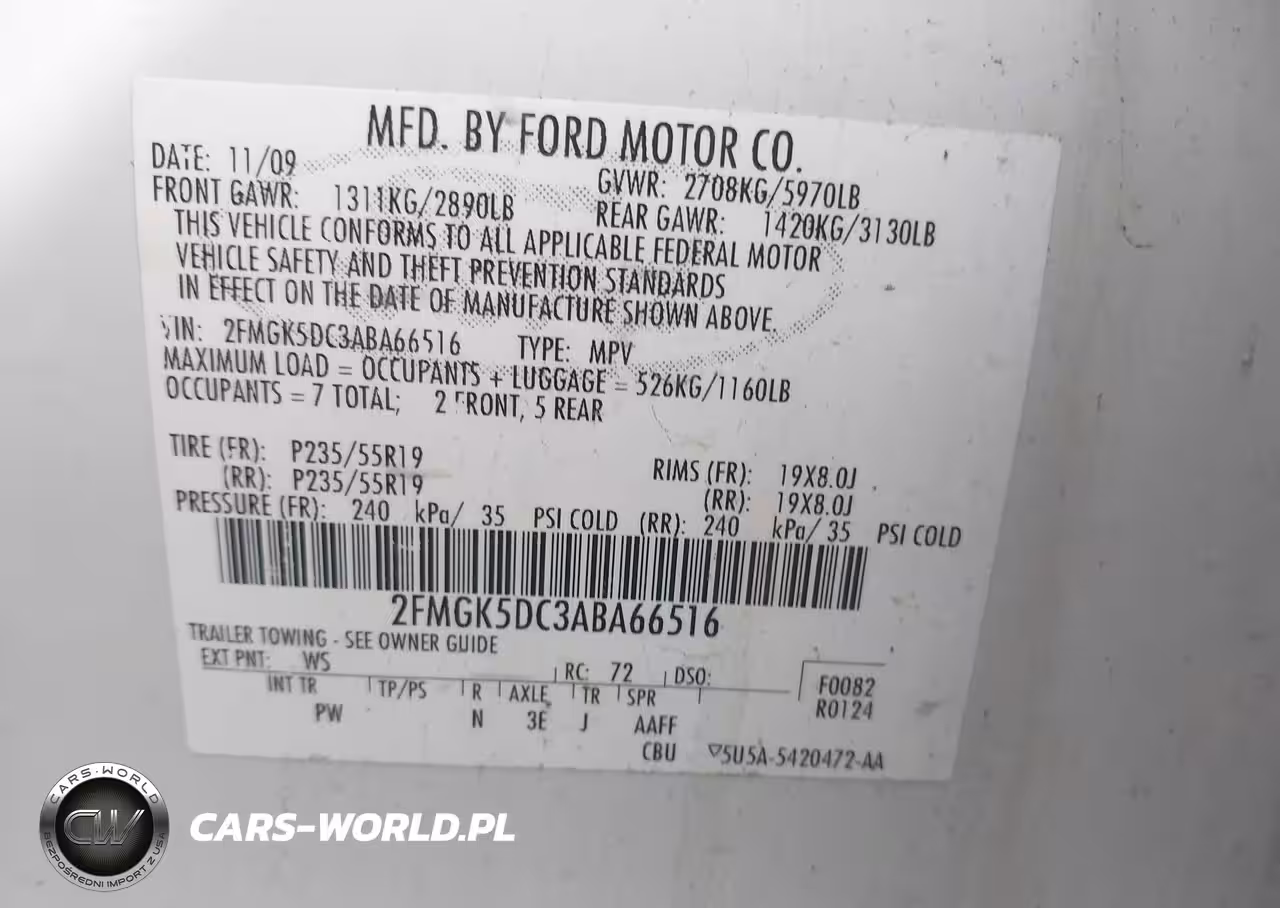 MFD. BY FORD MOTOR CO.
DATE: 11/09
GVWR: 2708KG/5970LB
FRONT GAWR: 1311KG/2890LB
REAR GAWR: 1420KG/3130LB
THIS VEHICLE CONFORMS TO ALL APPLICABLE FEDERAL MOTOR
VEHICLE SAFETY AND THEFT PREVENTION STANDARDS
IN EFFECT ON THE DATE OF MANUFACTURE SHOWN ABOVE.
VIN: 2FMGK5DC3ABA66516 TYPE: MPV
MAXIMUM LOAD = OCCUPANTS + LUGGAGE = 526KG/1160LB
OCCUPANTS = 7 TOTAL; 2 FRONT, 5 REAR
TIRE (FR): P235/55R19 RIMS (FR): 19X8.0J
(RR): P235/55R19 (RR): 19X8.0J
PRESSURE (FR): 240 kPa/ 35 PSI COLD (RR): 240 kPa/ 35 PSI COLD
2FMGK5DC3ABA66516
TRAILER TOWING - SEE OWNER GUIDE
EXT PNT: WS RC: 72 DSO:
INT TR TP/PS R AXLE TR SPR
PW N 3E J AAFF
F0082
R0124
CBU ▽5U5A-5420472-AA
CARS-WORLD
CW
BEZPOŚREDNI IMPORT Z USA
CARS-WORLD.PL